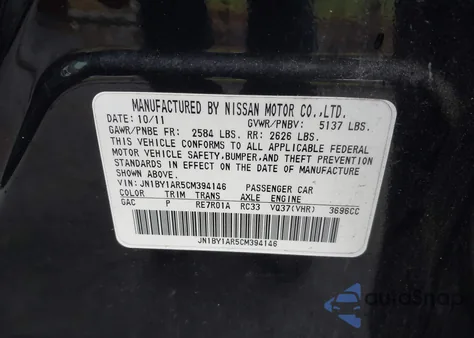 MANUFACTURED BY NISSAN MOTOR CO.,LTD.
DATE: 10/11 GVWR/PNBV: 5137 LBS.
GAWR/PNBE FR: 2584 LBS. RR: 2626 LBS.
THIS VEHICLE CONFORMS TO ALL APPLICABLE FEDERAL
MOTOR VEHICLE SAFETY,BUMPER,AND THEFT PREVENTION
STANDARDS IN EFFECT ON THE DATE OF MANUFACTURE
SHOWN ABOVE.
VIN: JN1BY1AR5CM394146 PASSENGER CAR
COLOR TRIM TRANS AXLE ENGINE
GAC P RE7R01A RC33 VQ37(VHR) 3696CC
JN1BY1AR5CM394146
autoSnap